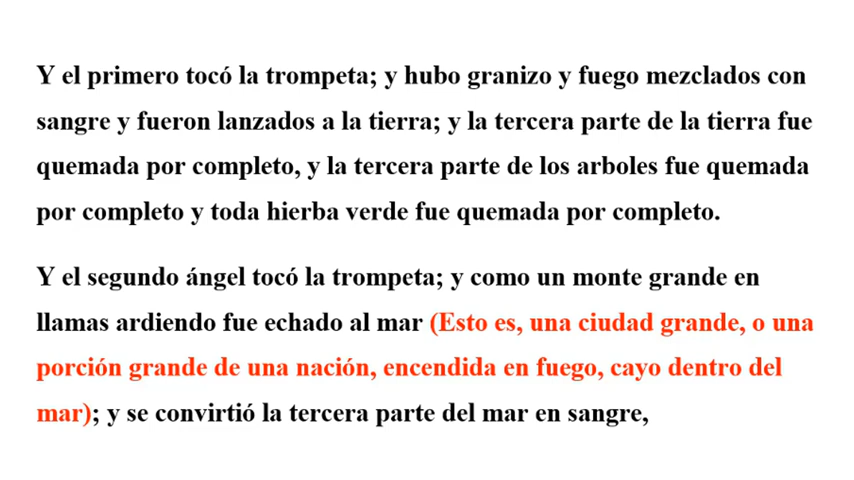 Y el primero tocó la trompeta; y hubo granizo y fuego mezclados con
sangre y fueron lanzados a la tierra; y la tercera parte de la tierra fue
quemada por completo, y la tercera parte de los arboles fue quemada
por completo y toda hierba verde fue quemada por completo.
Y el segundo ángel tocó la trompeta; y como un monte grande en
llamas ardiendo fue echado al mar (Esto es, una ciudad grande, o una
porción grande de una nación, encendida en fuego, cayo dentro del
mar); y se convirtió la tercera parte del mar en sangre,